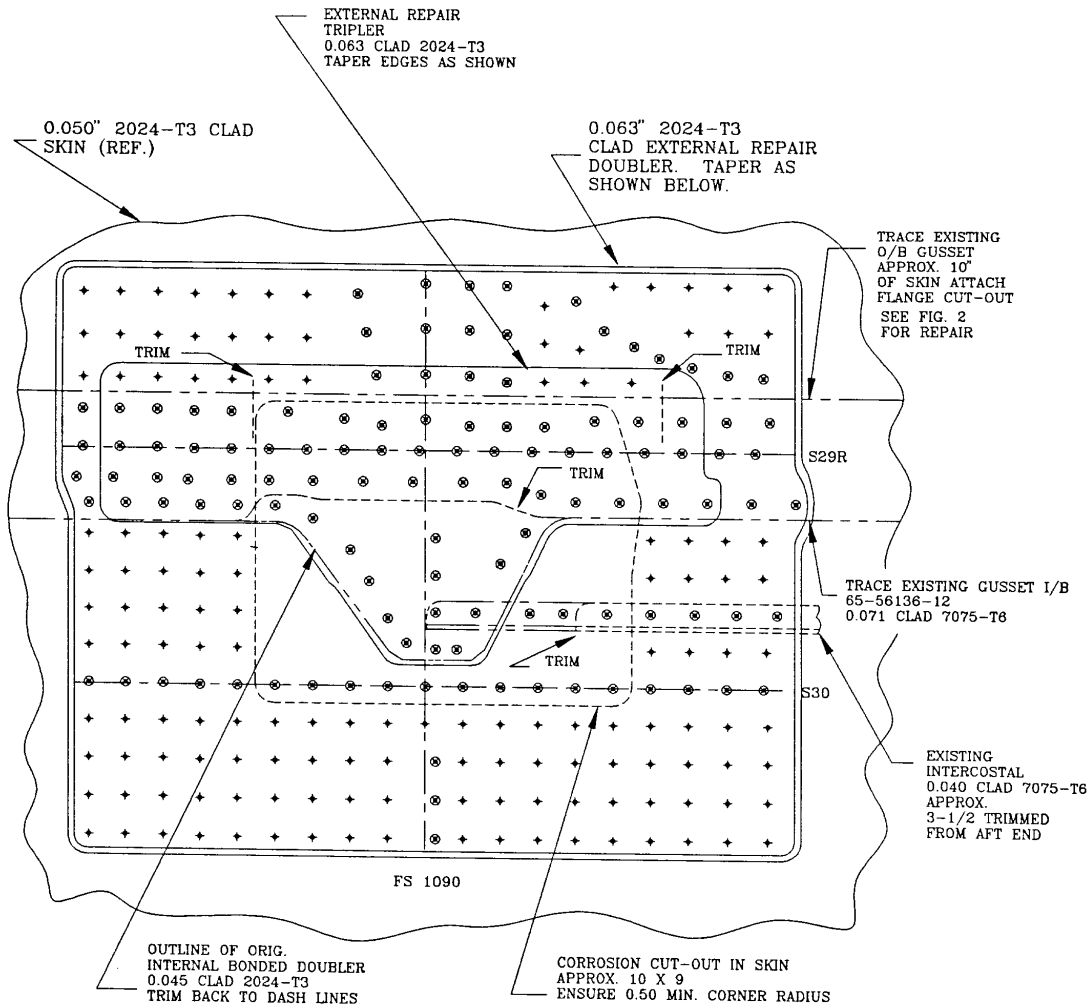 EXTERNAL REPAIR
TRIPLER
0.063 CLAD 2024-T3
TAPER EDGES AS SHOWN
0.050" 2024-T3 CLAD
SKIN (REF.)
0.063" 2024-T3
CLAD EXTERNAL REPAIR
DOUBLER. TAPER AS
SHOWN BELOW.
TRACE EXISTING
O/B GUSSET
APPROX. 10"
OF SKIN ATTACH
FLANGE CUT-OUT
SEE FIG. 2
FOR REPAIR
TRIM
TRIM
S29R
TRIM
TRACE EXISTING GUSSET I/B
65-56136-12
0.071 CLAD 7075-T6
TRIM
S30
EXISTING
INTERCOSTAL
0.040 CLAD 7075-T6
APPROX.
3-1/2 TRIMMED
FROM AFT END
FS 1090
OUTLINE OF ORIG.
INTERNAL BONDED DOUBLER
0.045 CLAD 2024-T3
TRIM BACK TO DASH LINES
CORROSION CUT-OUT IN SKIN
APPROX. 10 X 9
ENSURE 0.50 MIN. CORNER RADIUS